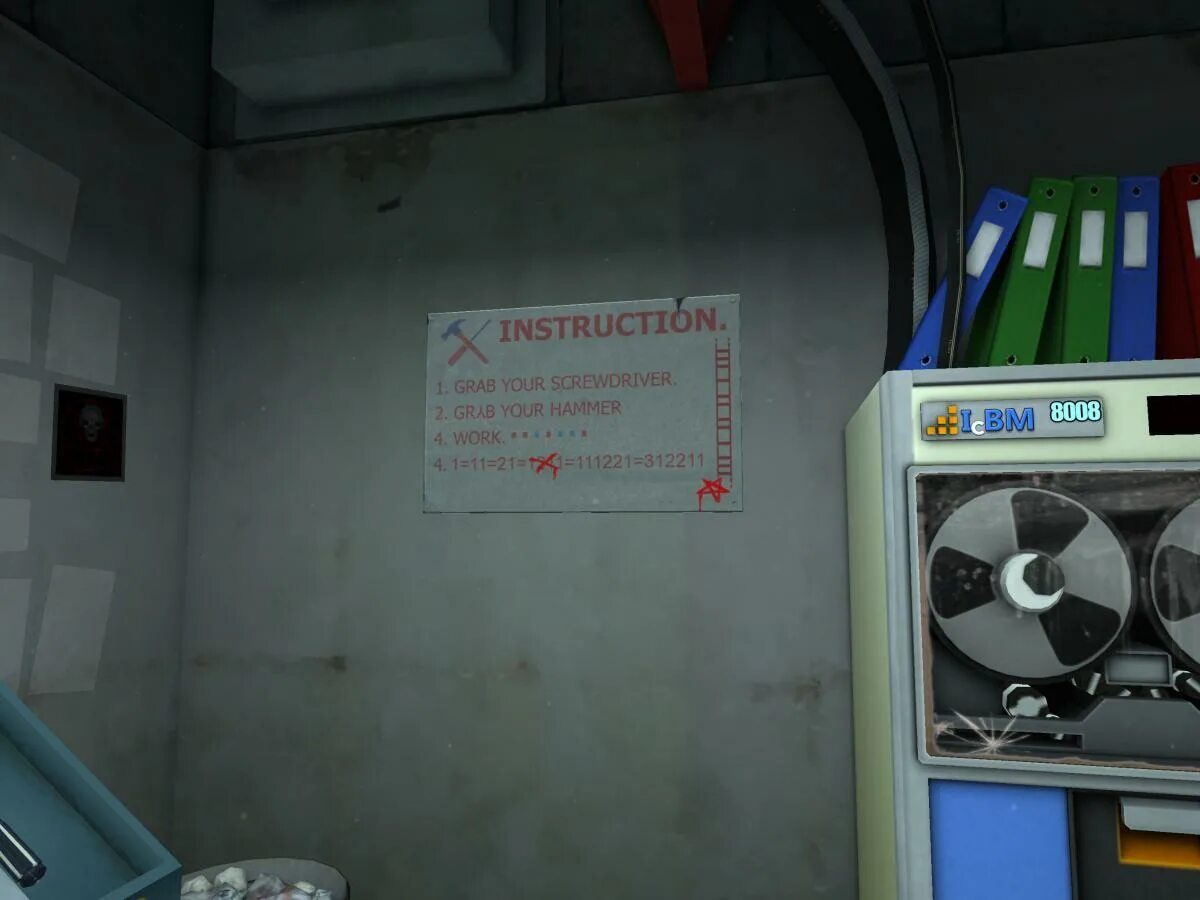 INSTRUCTION.
1. GRAB YOUR SCREWDRIVER.
2. GRAB YOUR HAMMER
4. WORK.
4. 1=11=21=1211=111221=312211
IcBM 8008